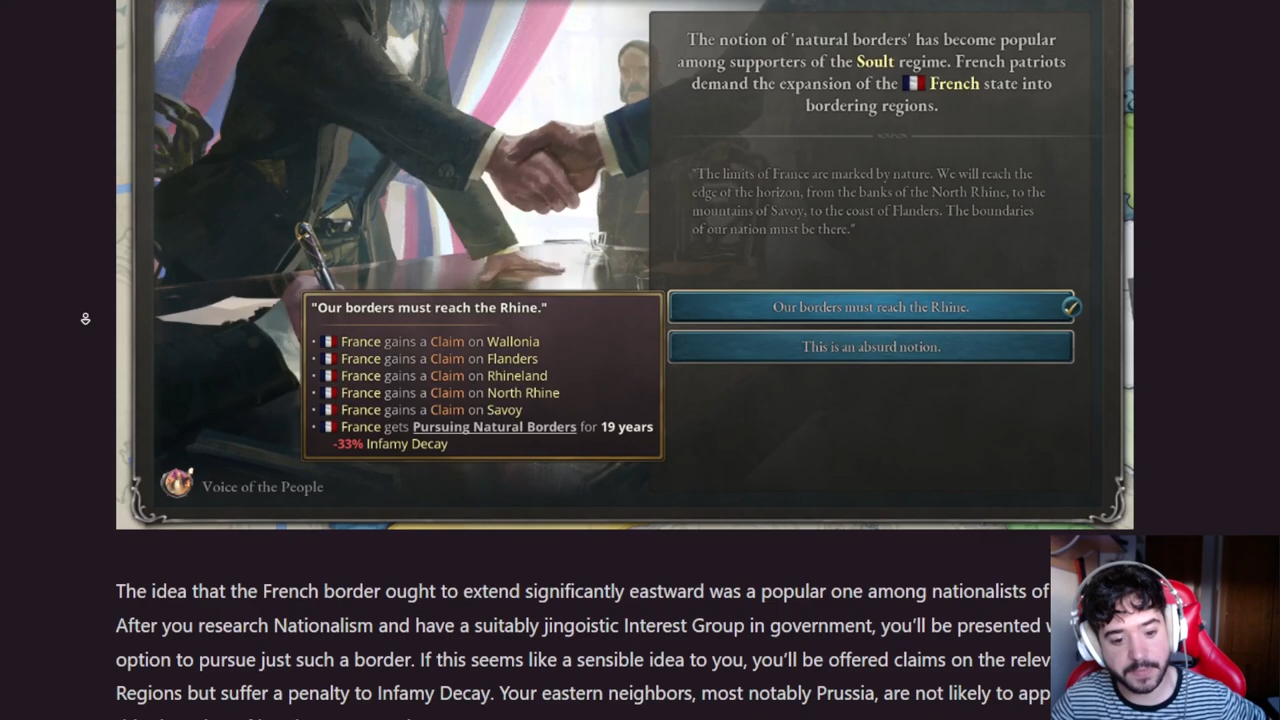 The notion of 'natural borders' has become popular
among supporters of the Soult regime. French patriots
demand the expansion of the French state into
bordering regions.
"The limits of France are marked by nature. We will reach the
edge of the horizon, from the banks of the North Rhine, to the
mountains of Savoy, to the coast of Flanders. The boundaries
of our nation must be there."
Our borders must reach the Rhine.
This is an absurd notion.
"Our borders must reach the Rhine."
· France gains a Claim on Wallonia
· France gains a Claim on Flanders
· France gains a Claim on Rhineland
· France gains a Claim on North Rhine
· France gains a Claim on Savoy
· France gets Pursuing Natural Borders for 19 years
-33% Infamy Decay
Voice of the People
The idea that the French border ought to extend significantly eastward was a popular one among nationalists of
After you research Nationalism and have a suitably jingoistic Interest Group in government, you'll be presented
option to pursue just such a border. If this seems like a sensible idea to you, you'll be offered claims on the
Regions but suffer a penalty to Infamy Decay. Your eastern neighbors, most notably Prussia, are not likely to